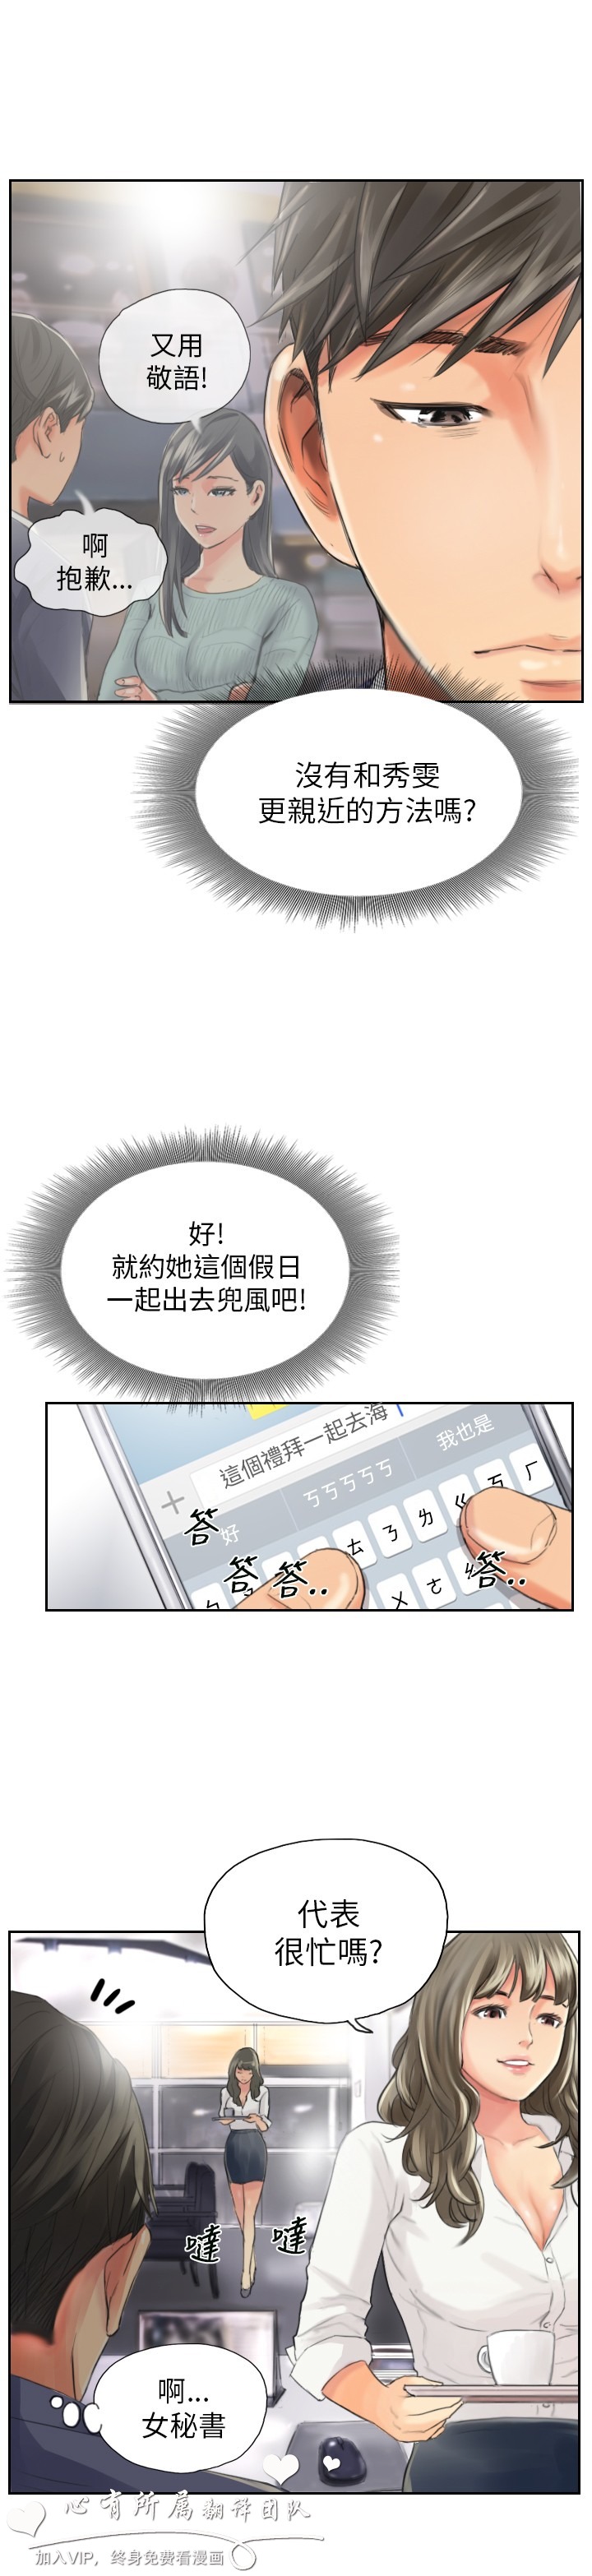 又用
敬語!
啊
抱歉...
沒有和秀雯
更親近的方法嗎?
好!
就約她這個假日
一起出去兜風吧!
這個禮拜一起去海
好 ㄎㄎㄎㄎㄎ 我也是
ㄅ ㄊ ㄋ ㄌ ㄍ ㄎ ㄏ
ㄨ ㄜ
答
答 答.. 答..
代表
很忙嗎?
噠 噠
啊...
女秘書
心有所属翻译团队
加入VIP，终身免费看漫画